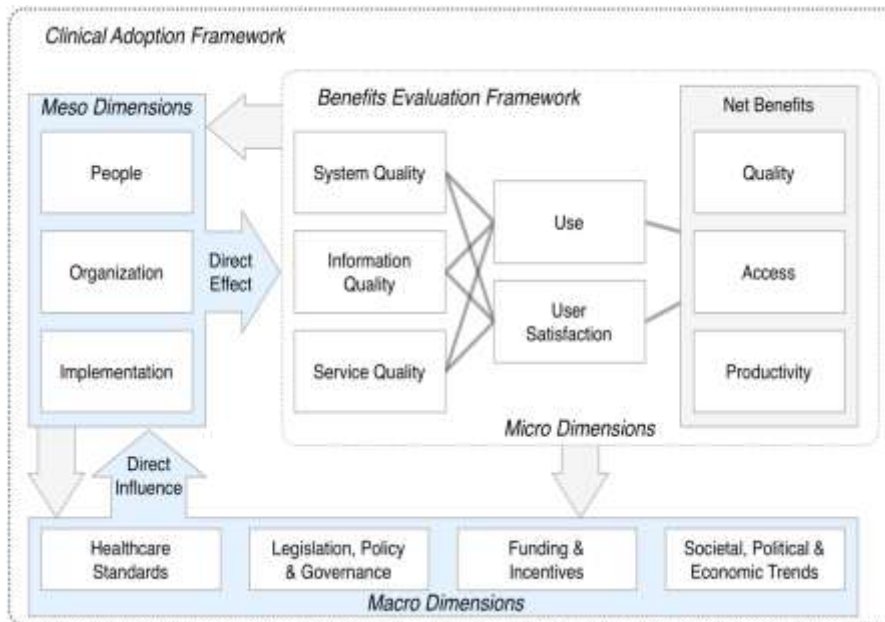 Clinical Adoption Framework
Meso Dimensions
People
Organization
Implementation
Direct
Effect
Benefits Evaluation Framework
System Quality
Information
Quality
Service Quality
Use
User
Satisfaction
Net Benefits
Quality
Access
Productivity
Micro Dimensions
Direct
Influence
Healthcare
Standards
Legislation, Policy
& Governance
Funding &
Incentives
Societal, Political &
Economic Trends
Macro Dimensions